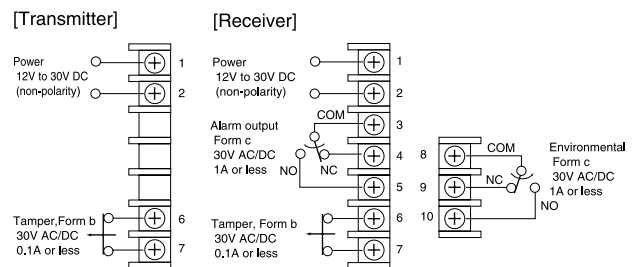 [Transmitter]
Power
12V to 30V DC
(non-polarity)
1
2
Tamper,Form b
30V AC/DC
0.1A or less
6
7
[Receiver]
Power
12V to 30V DC
(non-polarity)
1
2
COM
3
Alarm output
Form c
30V AC/DC
1A or less
NO
NC
4
5
Tamper, Form b
30V AC/DC
0.1A or less
6
7
8
COM
9
NC
10
NO
Environmental
Form c
30V AC/DC
1A or less